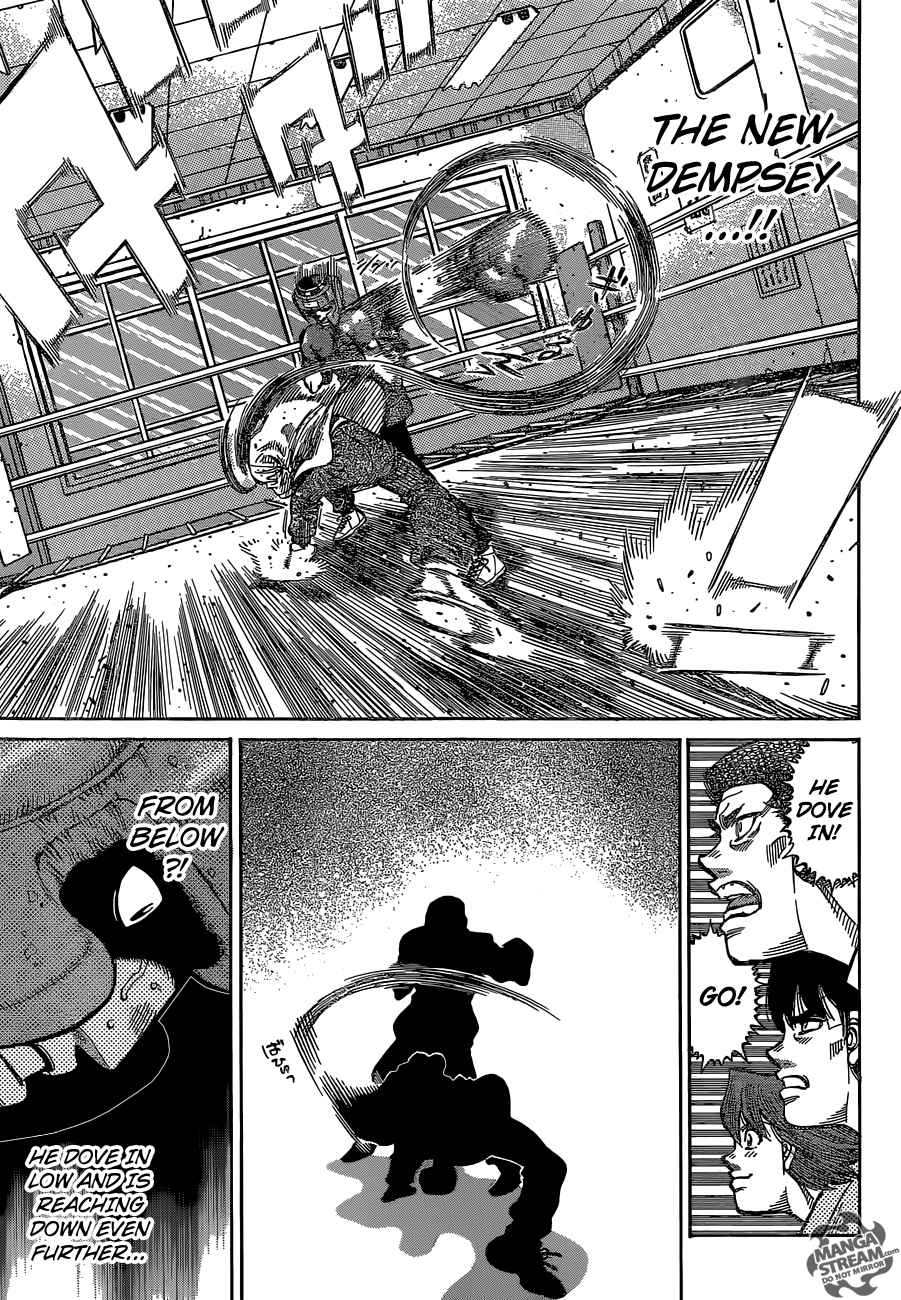 THE NEW
DEMPSEY
...!!
HE
DOVE
IN!
GO!
FROM
BELOW
?!
HE DOVE IN
LOW AND IS
REACHING
DOWN EVEN
FURTHER...
MANGA
STREAM.com
DO NOT MIRROR!